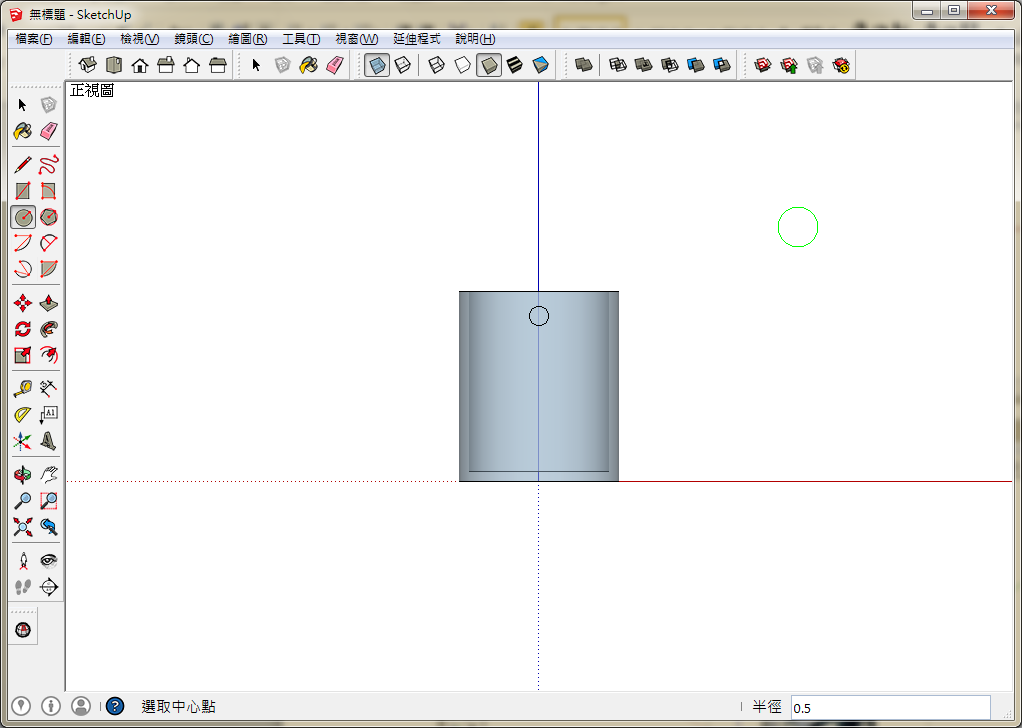 無標題 - SketchUp
檔案(F) 編輯(E) 檢視(V) 鏡頭(C) 繪圖(R) 工具(T) 視窗(W) 延伸程式 說明(H)
正視圖
A1
選取中心點 半徑 0.5